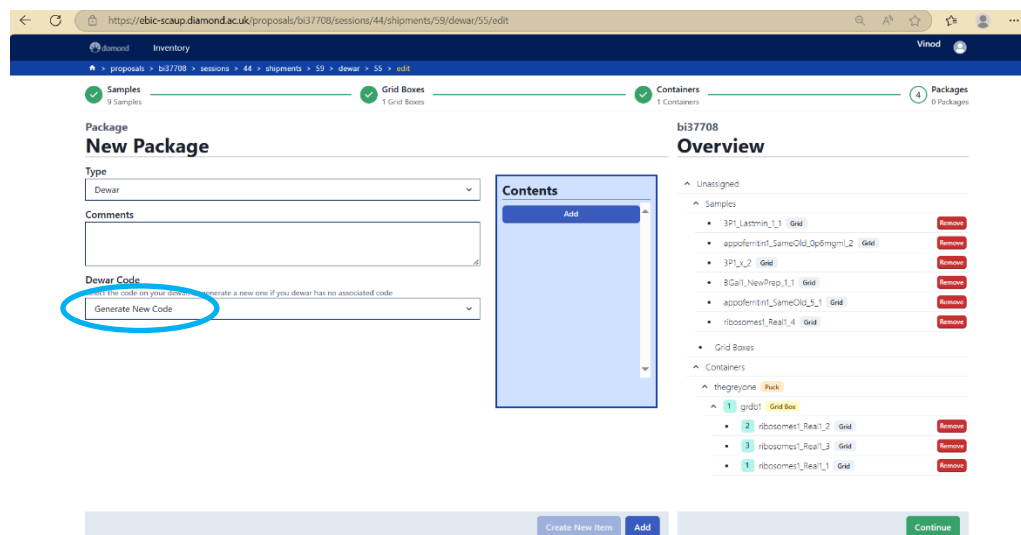 https://ebic-scaup.diamond.ac.uk/proposals/bi37708/sessions/44/shipments/59/dewar/55/edit
diamond Inventory Vinod
> proposals > bi37708 > sessions > 44 > shipments > 59 > dewar > 55 > edit
Samples
9 Samples
Grid Boxes
1 Grid Boxes
Containers
1 Containers
4 Packages
0 Packages
Package
New Package
Type
Dewar
Comments
Dewar Code
the code on your dewar, generate a new one if you dewar has no associated code
Generate New Code
Contents
Add
Create New Item Add
bi37708
Overview
Unassigned
Samples
3P1_Lastmin_1_1 Grid Remove
appoferritin1_SameOld_0p6mgml_2 Grid Remove
3P1_x_2 Grid Remove
BGal1_NewPrep_1_1 Grid Remove
appoferritin1_SameOld_5_1 Grid Remove
ribosomes1_Real1_4 Grid Remove
Grid Boxes
Containers
thegreyone Puck
1 grdb1 Grid Box
2 ribosomes1_Real1_2 Grid Remove
3 ribosomes1_Real1_3 Grid Remove
1 ribosomes1_Real1_1 Grid Remove
Continue